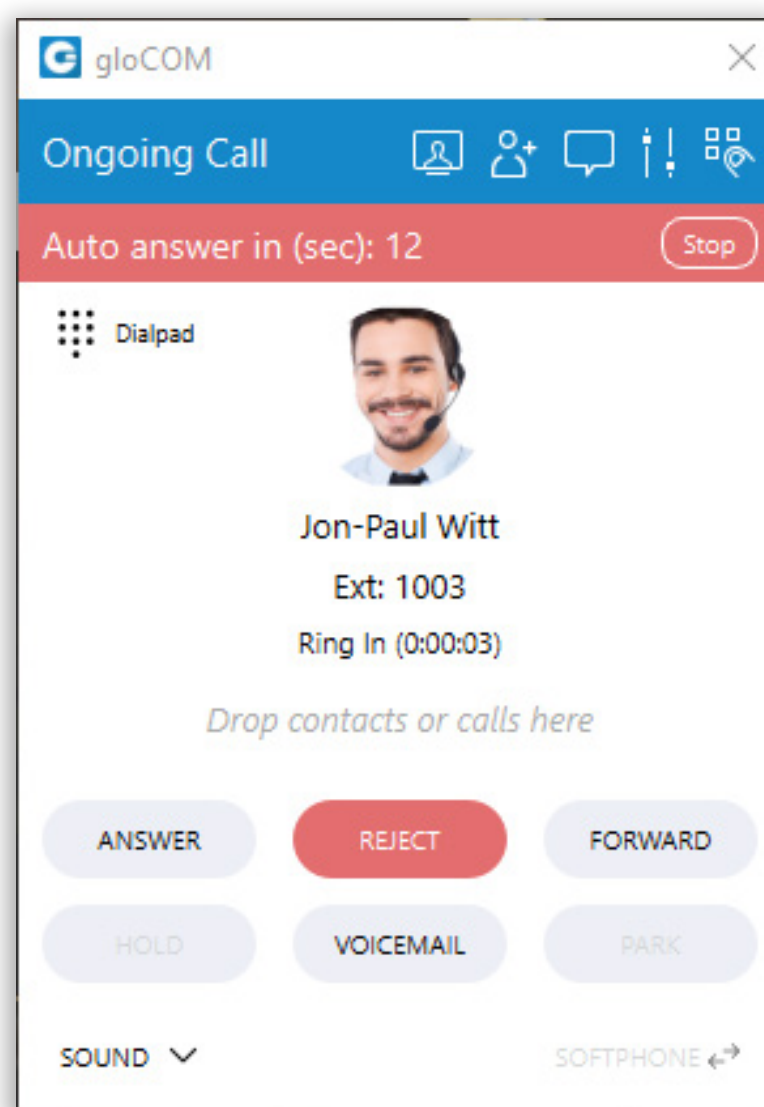 gloCOM
Ongoing Call
Auto answer in (sec): 12 Stop
Dialpad
Jon-Paul Witt
Ext: 1003
Ring In (0:00:03)
Drop contacts or calls here
ANSWER REJECT FORWARD
HOLD VOICEMAIL PARK
SOUND SOFTPHONE